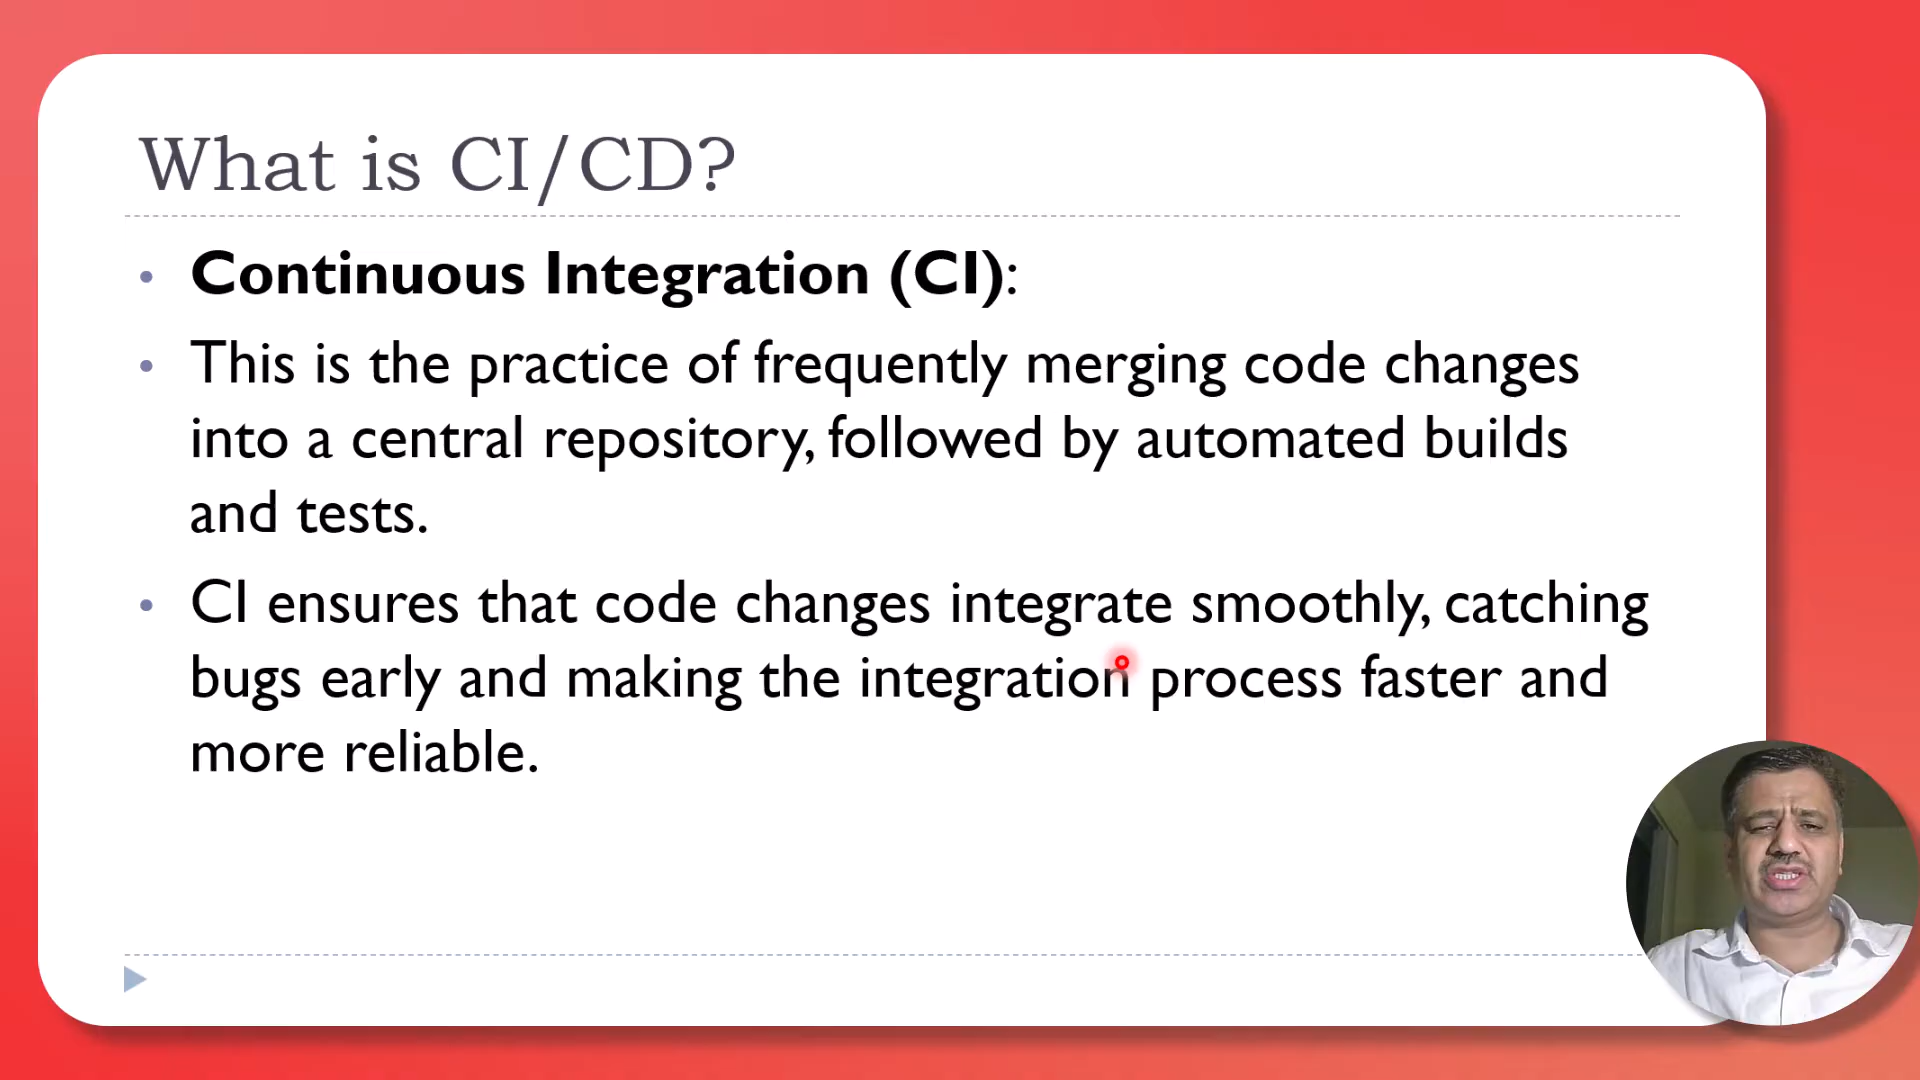 What is CI/CD?
• Continuous Integration (CI):
• This is the practice of frequently merging code changes
into a central repository, followed by automated builds
and tests.
• CI ensures that code changes integrate smoothly, catching
bugs early and making the integration process faster and
more reliable.